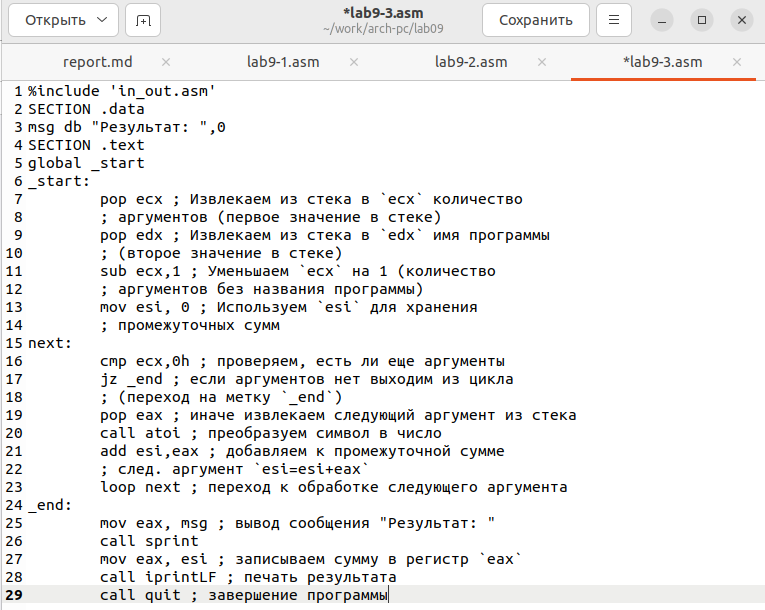 Открыть
*lab9-3.asm
~/work/arch-pc/lab09
Сохранить
report.md
lab9-1.asm
lab9-2.asm
*lab9-3.asm
1 %include 'in_out.asm'
2 SECTION .data
3 msg db "Результат: ",0
4 SECTION .text
5 global _start
6 _start:
7 pop ecx ; Извлекаем из стека в `ecx` количество
8 ; аргументов (первое значение в стеке)
9 pop edx ; Извлекаем из стека в `edx` имя программы
10 ; (второе значение в стеке)
11 sub ecx,1 ; Уменьшаем `ecx` на 1 (количество
12 ; аргументов без названия программы)
13 mov esi, 0 ; Используем `esi` для хранения
14 ; промежуточных сумм
15 next:
16 cmp ecx,0h ; проверяем, есть ли еще аргументы
17 jz _end ; если аргументов нет выходим из цикла
18 ; (переход на метку `_end`)
19 pop eax ; иначе извлекаем следующий аргумент из стека
20 call atoi ; преобразуем символ в число
21 add esi,eax ; добавляем к промежуточной сумме
22 ; след. аргумент `esi=esi+eax`
23 loop next ; переход к обработке следующего аргумента
24 _end:
25 mov eax, msg ; вывод сообщения "Результат: "
26 call sprint
27 mov eax, esi ; записываем сумму в регистр `eax`
28 call iprintLF ; печать результата
29 call quit ; завершение программы